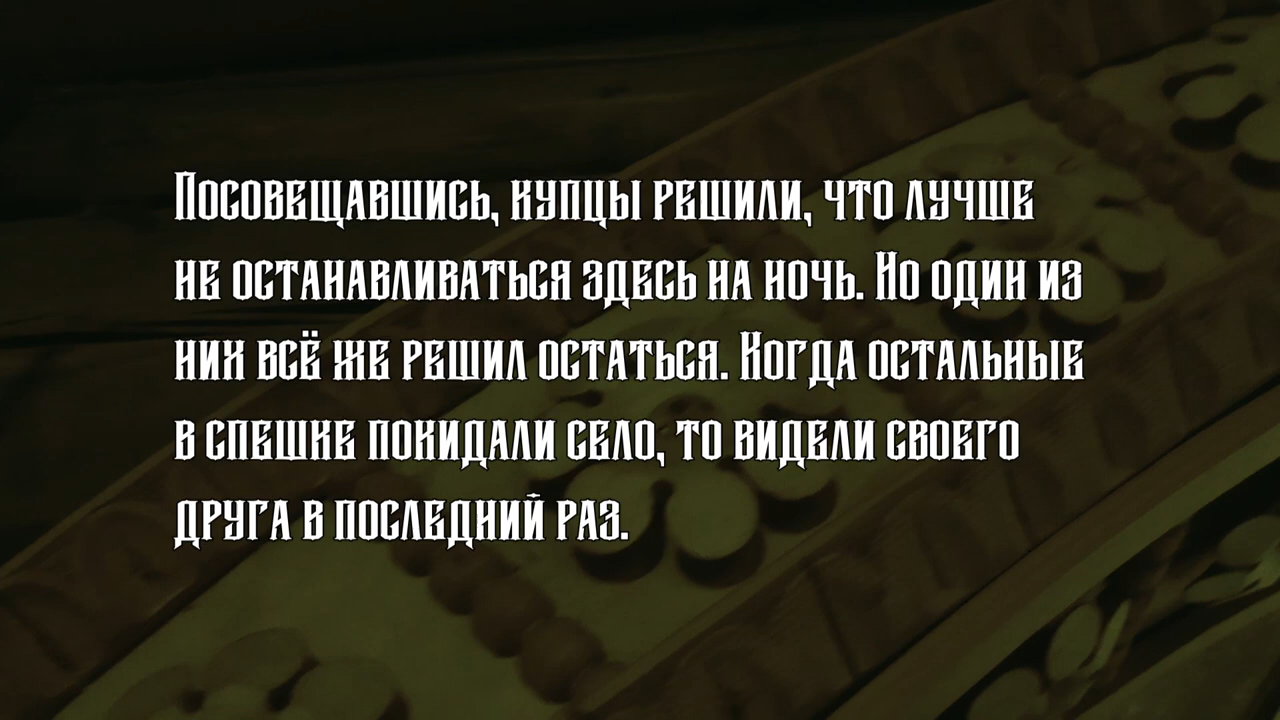 Посовещавшись, купцы решили, что лучше
не останавливаться здесь на ночь. Но один из
них всё же решил остаться. Когда остальные
в спешке покидали село, то видели своего
друга в последний раз.